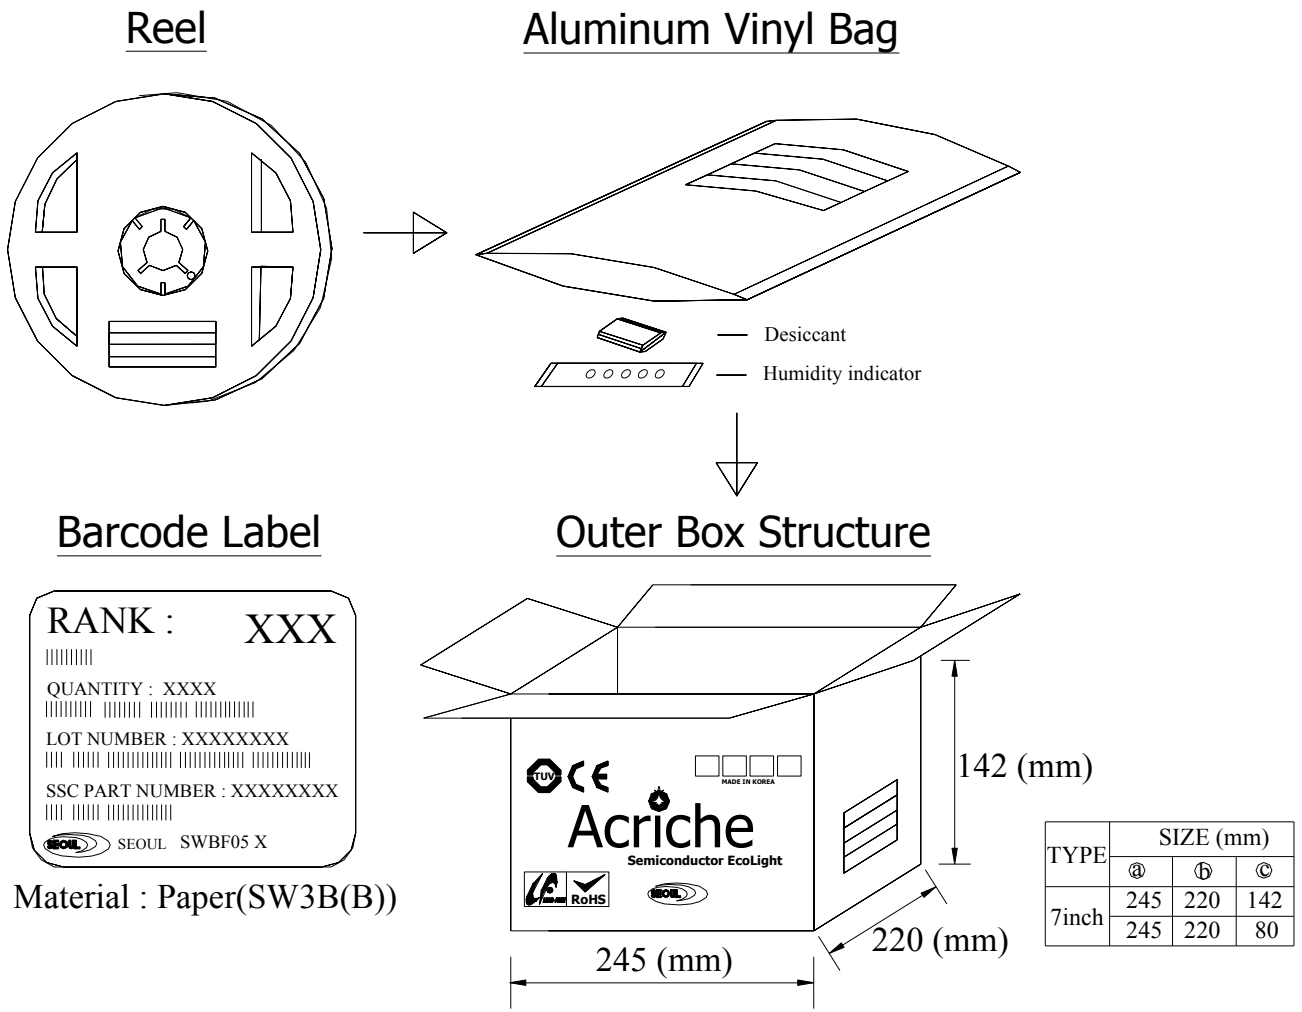 Reel
Aluminum Vinyl Bag
Desiccant
Humidity indicator
Barcode Label
Outer Box Structure
RANK : XXX
QUANTITY : XXXX
LOT NUMBER : XXXXXXXX
SSC PART NUMBER : XXXXXXXX
SEOUL SEOUL SWBF05 X
Material : Paper(SW3B(B))
TUV CE
MADE IN KOREA
Acriche
Semiconductor EcoLight
RoHS
SEOUL
142 (mm)
220 (mm)
245 (mm)
TYPE SIZE (mm)
ⓐ ⓑ ⓒ
7inch 245 220 142
245 220 80